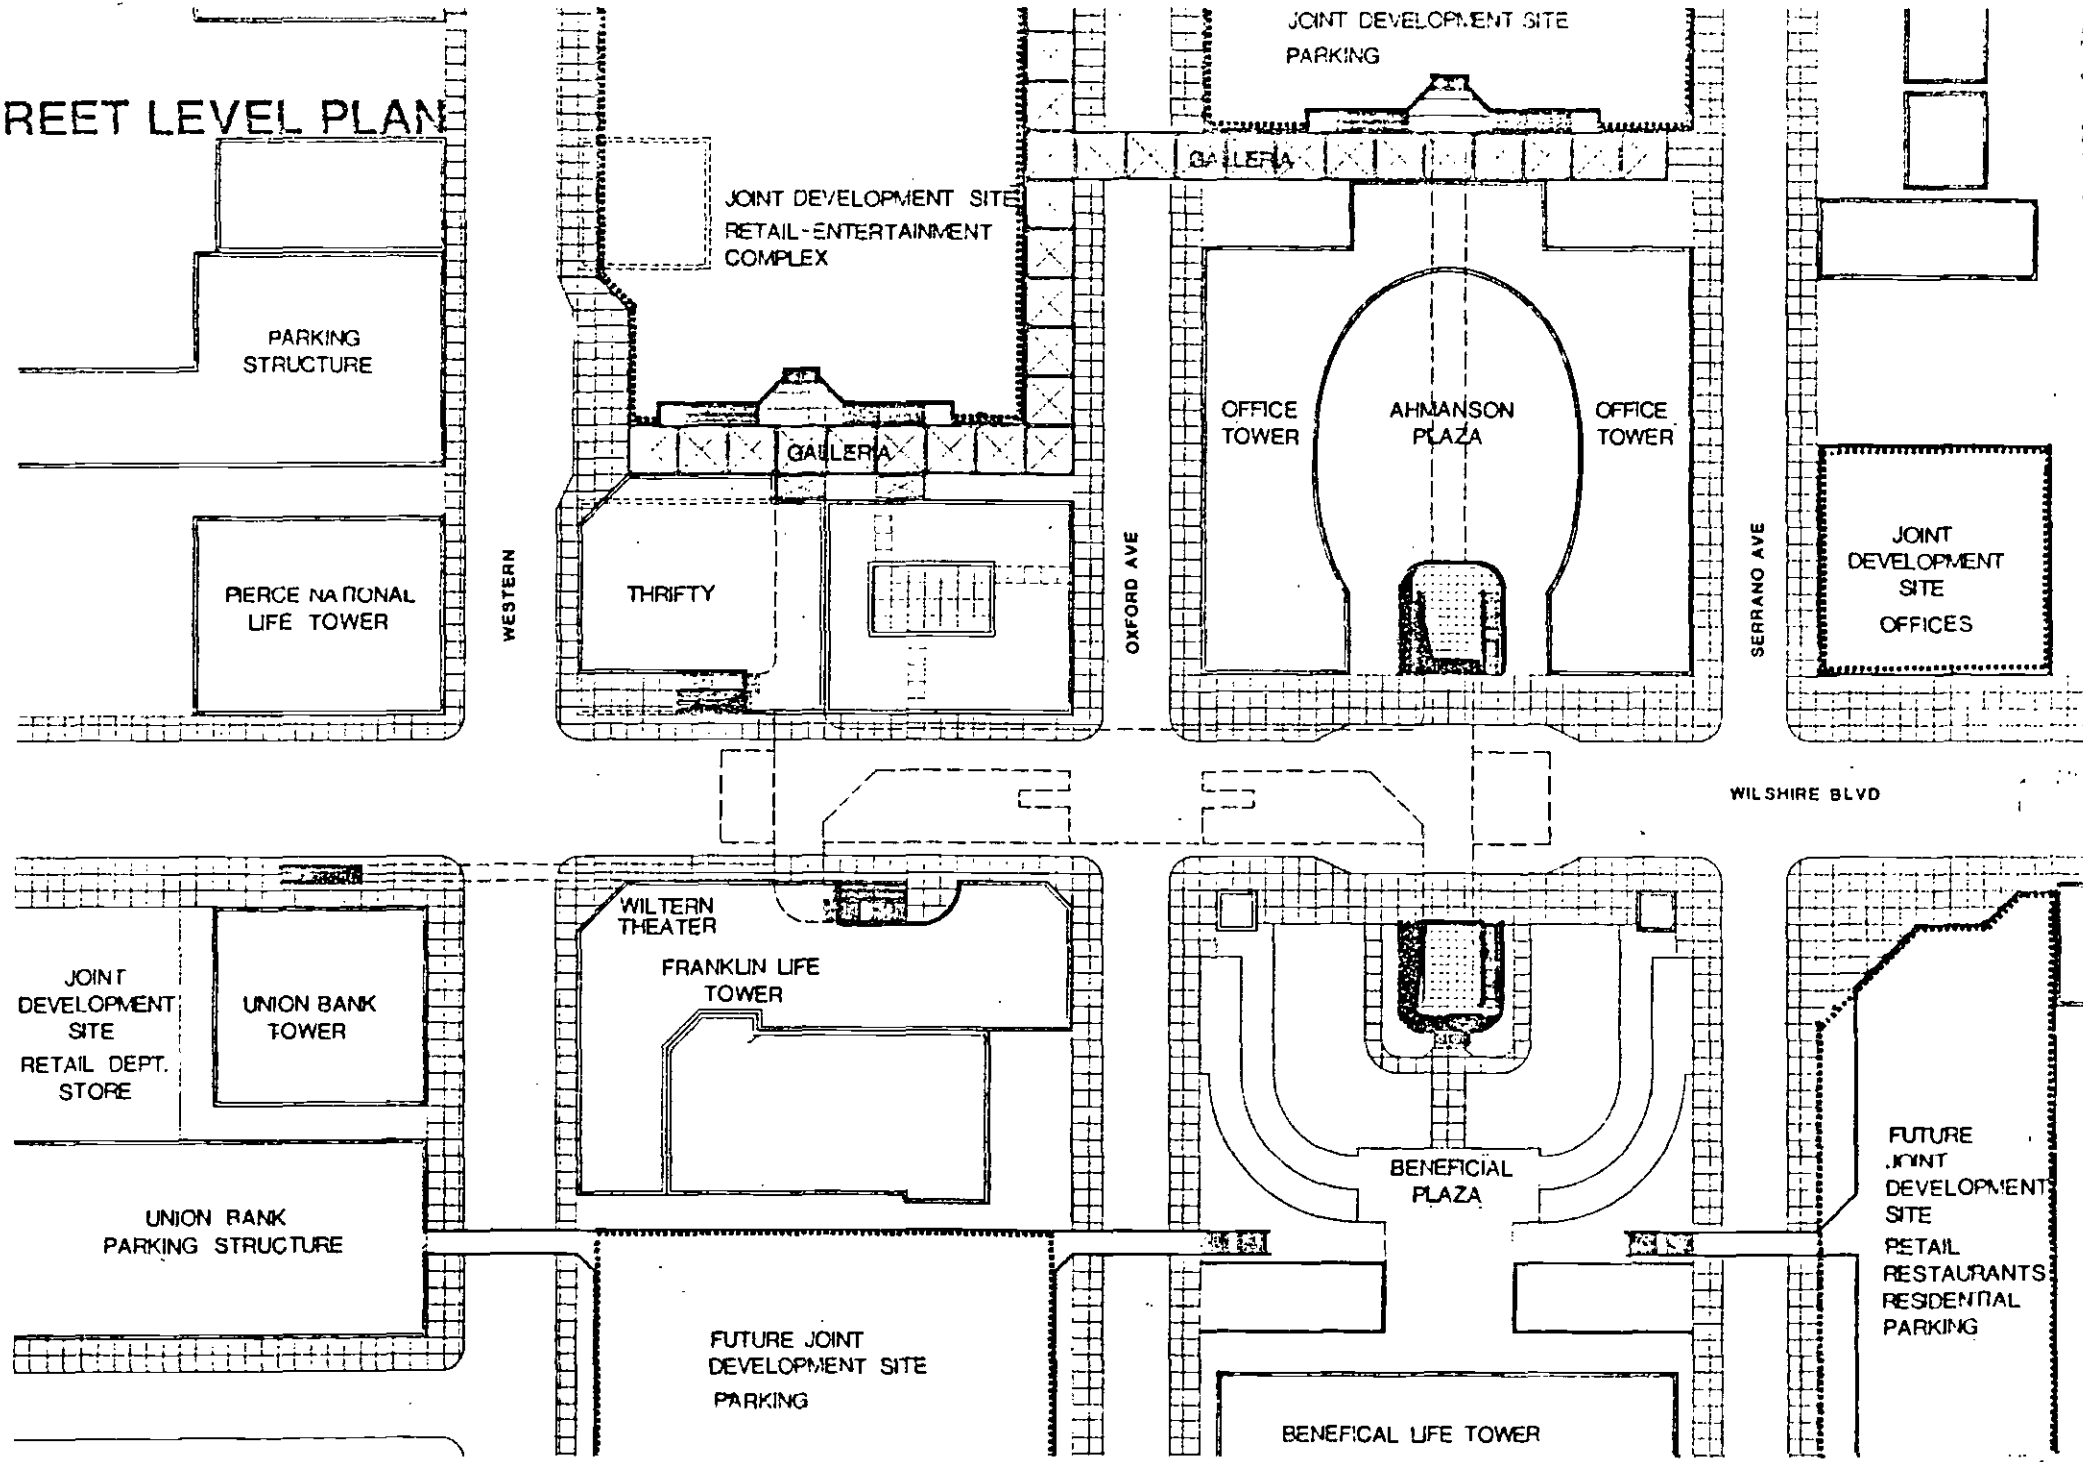 JOINT DEVELOPMENT SITE
PARKING
REET LEVEL PLAN
GALLERIA
JOINT DEVELOPMENT SITE
RETAIL-ENTERTAINMENT
COMPLEX
PARKING
STRUCTURE
OFFICE
TOWER
AHMANSON
PLAZA
OFFICE
TOWER
GALLERIA
JOINT
DEVELOPMENT
SITE
OFFICES
PIERCE NATIONAL
LIFE TOWER
WESTERN
THRIFTY
OXFORD AVE
SERRANO AVE
WILSHIRE BLVD
WILTERN
THEATER
FRANKLIN LIFE
TOWER
JOINT
DEVELOPMENT
SITE
RETAIL DEPT.
STORE
UNION BANK
TOWER
BENEFICIAL
PLAZA
FUTURE
JOINT
DEVELOPMENT
SITE
RETAIL
RESTAURANTS
RESIDENTIAL
PARKING
UNION BANK
PARKING STRUCTURE
FUTURE JOINT
DEVELOPMENT SITE
PARKING
BENEFICAL LIFE TOWER